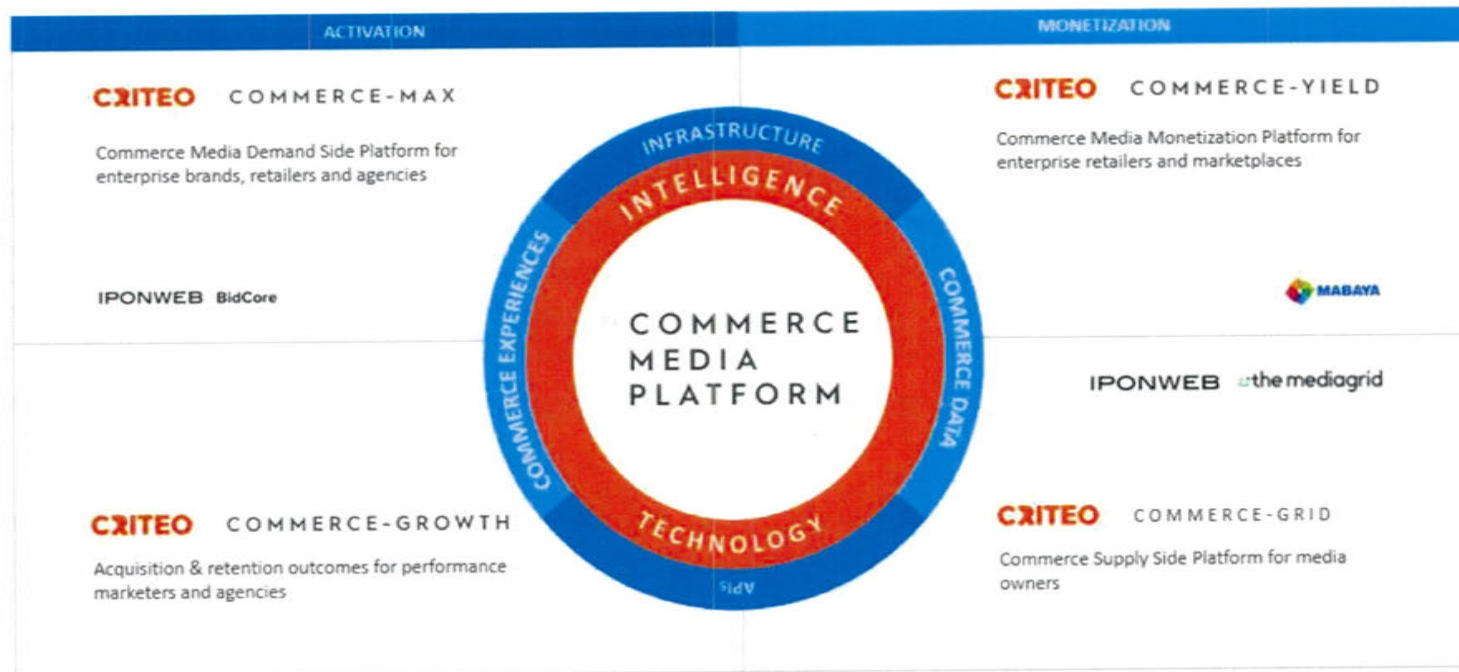 ACTIVATION
MONETIZATION
CRITEO COMMERCE-MAX
Commerce Media Demand Side Platform for
enterprise brands, retailers and agencies
IPONWEB BidCore
CRITEO COMMERCE-YIELD
Commerce Media Monetization Platform for
enterprise retailers and marketplaces
MABAYA
INFRASTRUCTURE
INTELLIGENCE
COMMERCE EXPERIENCES
COMMERCE DATA
COMMERCE
MEDIA
PLATFORM
TECHNOLOGY
APIs
CRITEO COMMERCE-GROWTH
Acquisition & retention outcomes for performance
marketers and agencies
IPONWEB the mediagrid
CRITEO COMMERCE-GRID
Commerce Supply Side Platform for media
owners